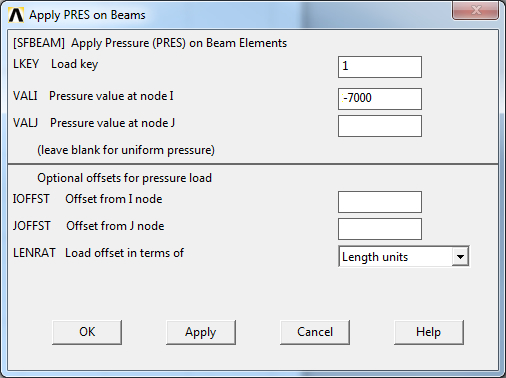 Apply PRES on Beams
[SFBEAM] Apply Pressure (PRES) on Beam Elements
LKEY Load key 1
VALI Pressure value at node I -7000
VALJ Pressure value at node J
(leave blank for uniform pressure)
Optional offsets for pressure load
IOFFST Offset from I node
JOFFST Offset from J node
LENRAT Load offset in terms of Length units
OK Apply Cancel Help